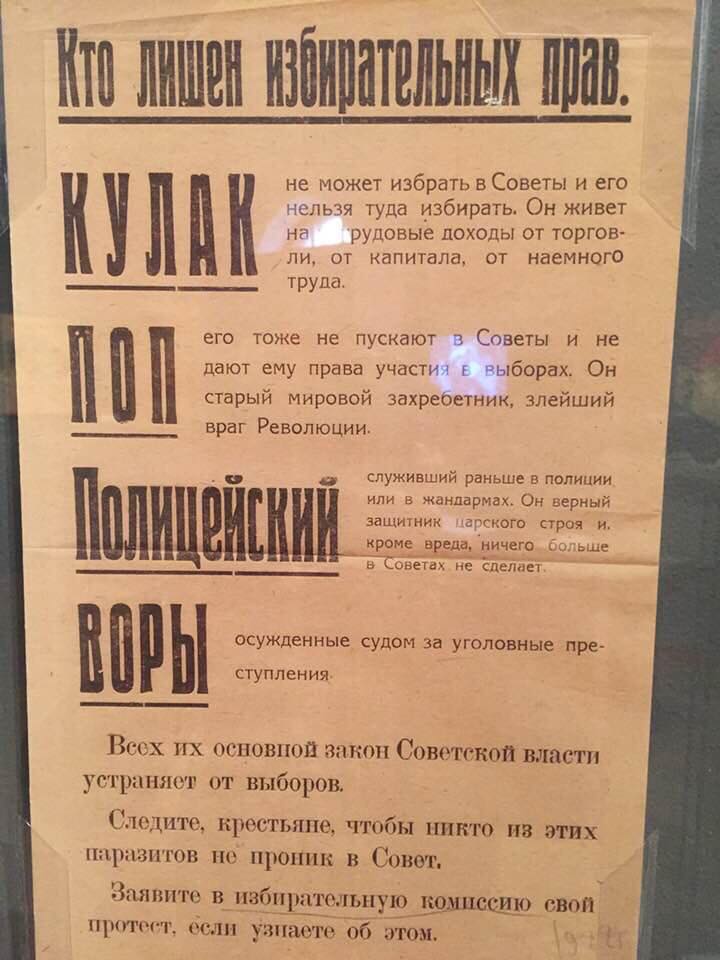 Кто лишен избирательных прав.
КУЛАК
не может избрать в Советы и его
нельзя туда избирать. Он живет
на трудовые доходы от торгов-
ли, от капитала, от наемного
труда.
ПОП
его тоже не пускают в Советы и не
дают ему права участия в выборах. Он
старый мировой захребетник, злейший
враг Революции.
Полицейский
служивший раньше в полиции
или в жандармах. Он верный
защитник царского строя и,
кроме вреда, ничего больше
в Советах не сделает.
ВОРЫ
осужденные судом за уголовные пре-
ступления.
Всех их основной закон Советской власти
устраняет от выборов.
Следите, крестьяне, чтобы никто из этих
паразитов не проник в Совет.
Заявите в избирательную комиссию свой
протест, если узнаете об этом.